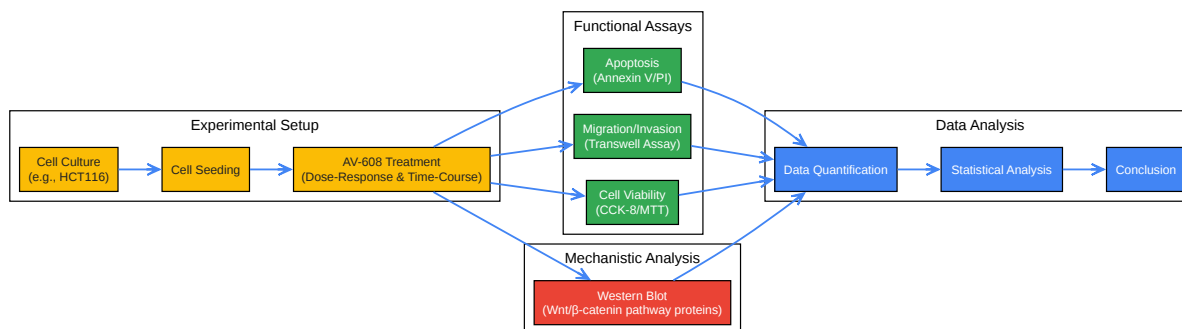 Functional Assays
Apoptosis
(Annexin V/PI)
Experimental Setup
Migration/Invasion
(Transwell Assay)
Data Analysis
Cell Culture
(e.g., HCT116)
Cell Seeding
AV-608 Treatment
(Dose-Response & Time-Course)
Data Quantification
Statistical Analysis
Conclusion
Cell Viability
(CCK-8/MTT)
Mechanistic Analysis
Western Blot
(Wnt/β-catenin pathway proteins)